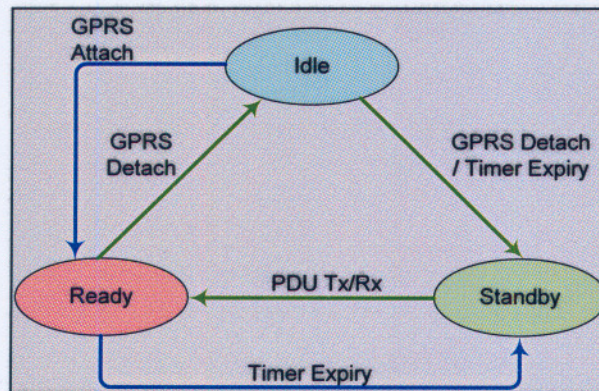 GPRS
Attach
Idle
GPRS
Detach
GPRS Detach
/ Timer Expiry
Ready
PDU Tx/Rx
Standby
Timer Expiry